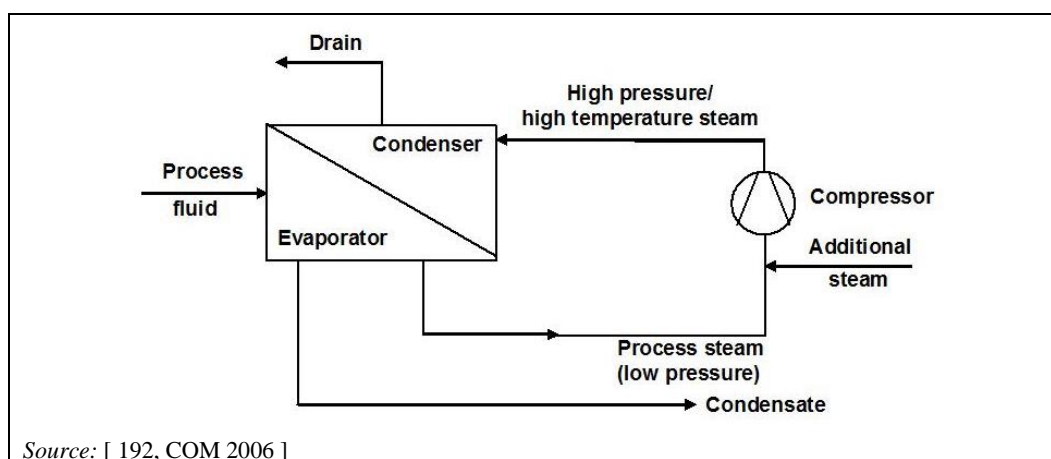 Drain
High pressure/
high temperature steam
Condenser
Process
fluid
Compressor
Evaporator
Additional
steam
Process steam
(low pressure)
Condensate
Source: [ 192, COM 2006 ]